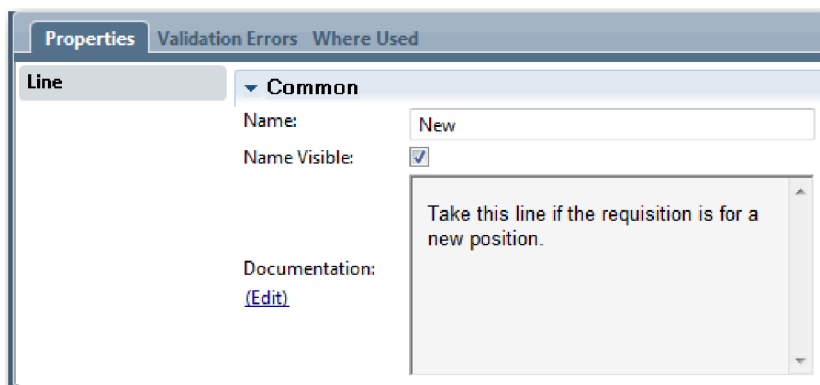 Properties Validation Errors Where Used
Line
Common
Name: New
Name Visible:
Take this line if the requisition is for a
new position.
Documentation:
(Edit)